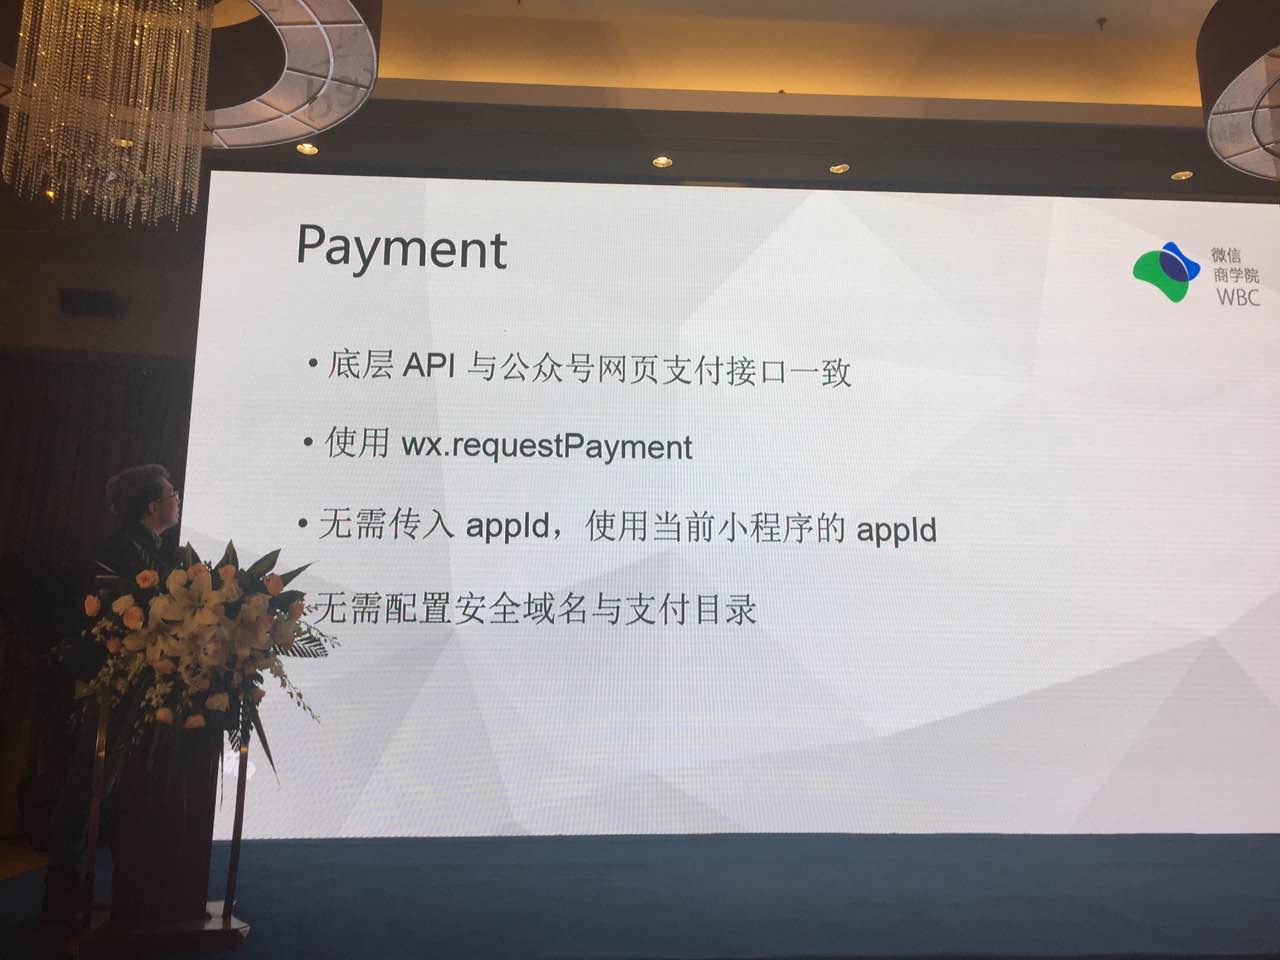 Payment
微信
商学院
WBC
• 底层 API 与公众号网页支付接口一致
• 使用 wx.requestPayment
• 无需传入 appId，使用当前小程序的 appId
• 无需配置安全域名与支付目录